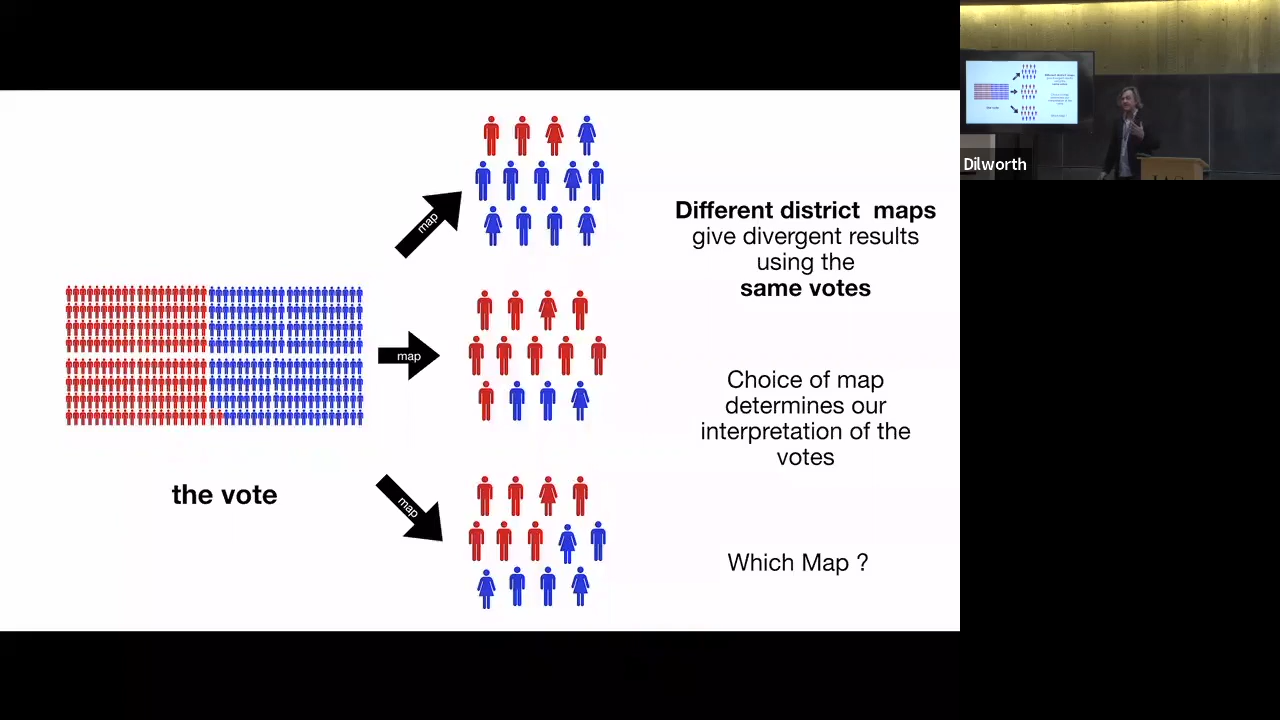 map
map
map
the vote
Different district maps
give divergent results
using the
same votes
Choice of map
determines our
interpretation of the
votes
Which Map ?
Dilworth
IAS